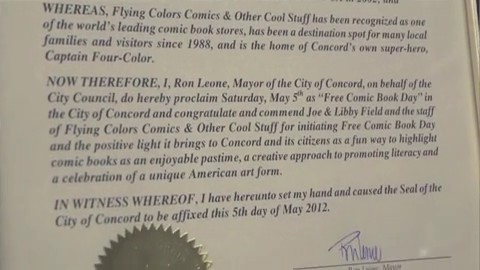 2002, and
WHEREAS, Flying Colors Comics & Other Cool Stuff has been recognized as one
of the world's leading comic book stores, has been a destination spot for many local
families and visitors since 1988, and is the home of Concord's own super-hero,
Captain Four-Color.
NOW THEREFORE, I, Ron Leone, Mayor of the City of Concord, on behalf of the
City Council, do hereby proclaim Saturday, May 5th as "Free Comic Book Day" in
the City of Concord and congratulate and commend Joe & Libby Field and the staff
of Flying Colors Comics & Other Cool Stuff for initiating Free Comic Book Day
and the positive light it brings to Concord and its citizens as a fun way to highlight
comic books as an enjoyable pastime, a creative approach to promoting literacy and
a celebration of a unique American art form.
IN WITNESS WHEREOF, I have hereunto set my hand and caused the Seal of the
City of Concord to be affixed this 5th day of May 2012.
Ron Leone, Mayor